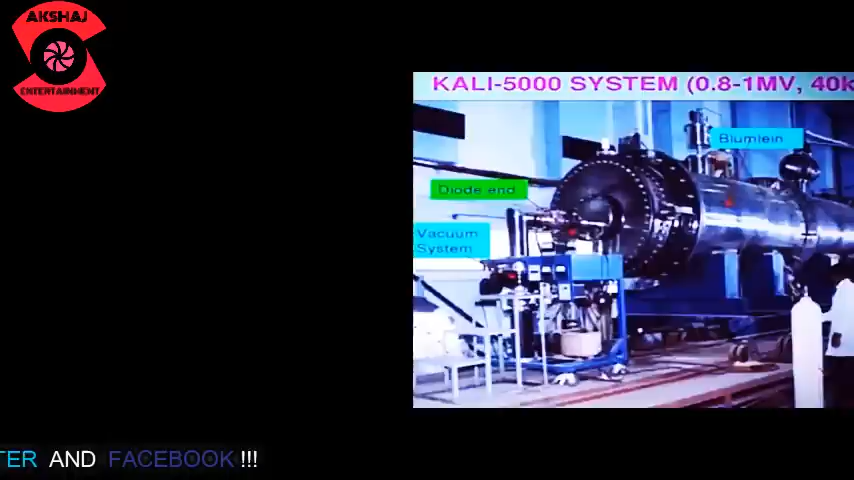 AKSHAJ
ENTERTAINMENT
KALI-5000 SYSTEM (0.8-1MV, 40k
Blumlein
Diode end
Vacuum
System
TER AND FACEBOOK !!!